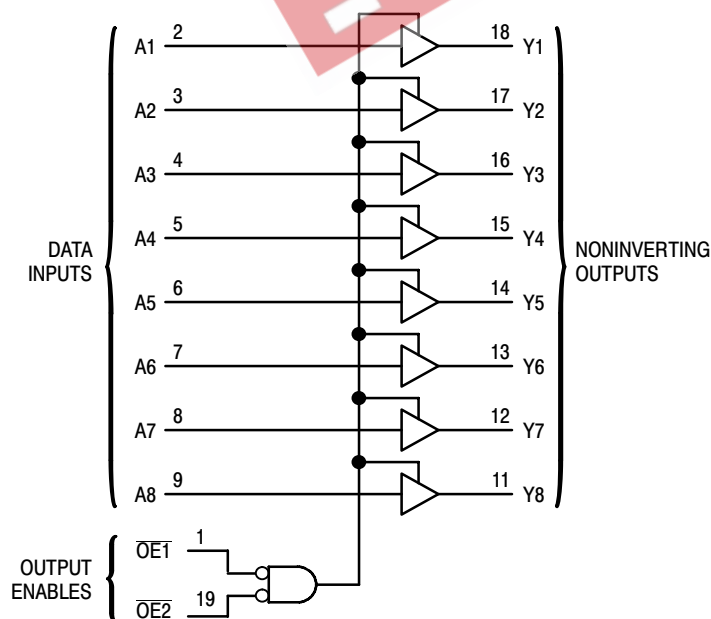 A1 2 18 Y1
A2 3 17 Y2
A3 4 16 Y3
A4 5 15 Y4
DATA INPUTS
NONINVERTING OUTPUTS
A5 6 14 Y5
A6 7 13 Y6
A7 8 12 Y7
A8 9 11 Y8
OUTPUT ENABLES
OE1 1
OE2 19